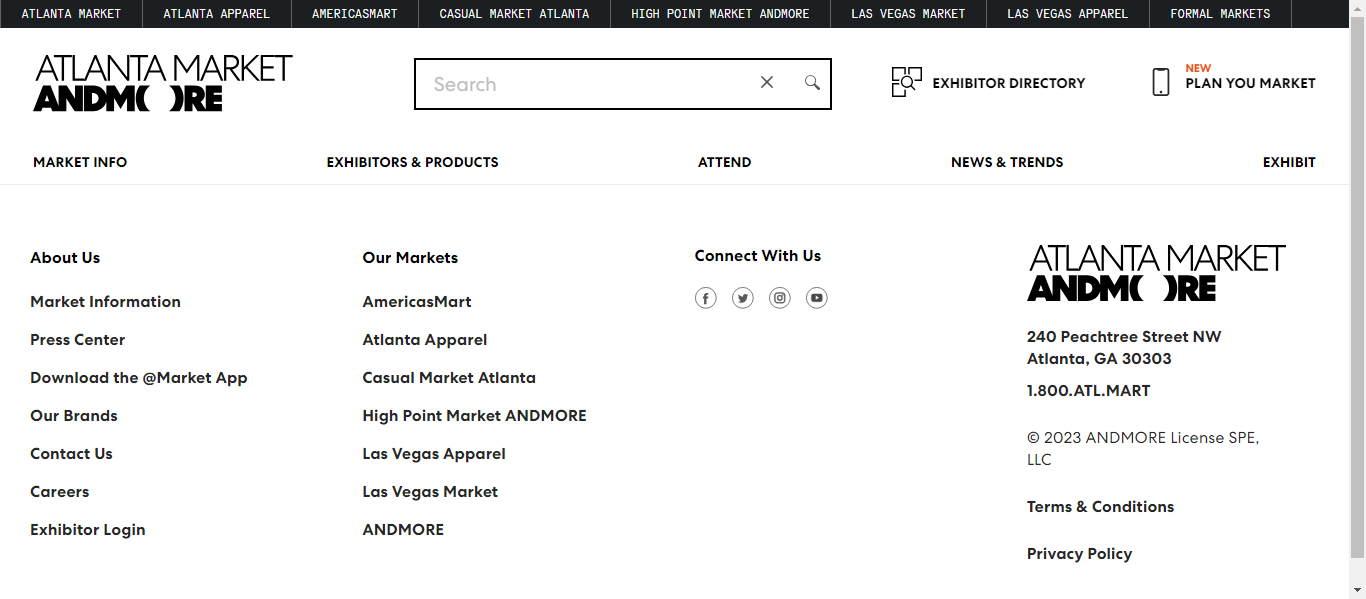 ATLANTA MARKET
ATLANTA APPAREL
AMERICASMART
CASUAL MARKET ATLANTA
HIGH POINT MARKET ANDMORE
LAS VEGAS MARKET
LAS VEGAS APPAREL
FORMAL MARKETS
ATLANTA MARKET
ANDM( )RE
Search
EXHIBITOR DIRECTORY
NEW
PLAN YOU MARKET
MARKET INFO
EXHIBITORS & PRODUCTS
ATTEND
NEWS & TRENDS
EXHIBIT
About Us
Market Information
Press Center
Download the @Market App
Our Brands
Contact Us
Careers
Exhibitor Login
Our Markets
AmericasMart
Atlanta Apparel
Casual Market Atlanta
High Point Market ANDMORE
Las Vegas Apparel
Las Vegas Market
ANDMORE
Connect With Us
ATLANTA MARKET
ANDM( )RE
240 Peachtree Street NW
Atlanta, GA 30303
1.800.ATL.MART
© 2023 ANDMORE License SPE,
LLC
Terms & Conditions
Privacy Policy